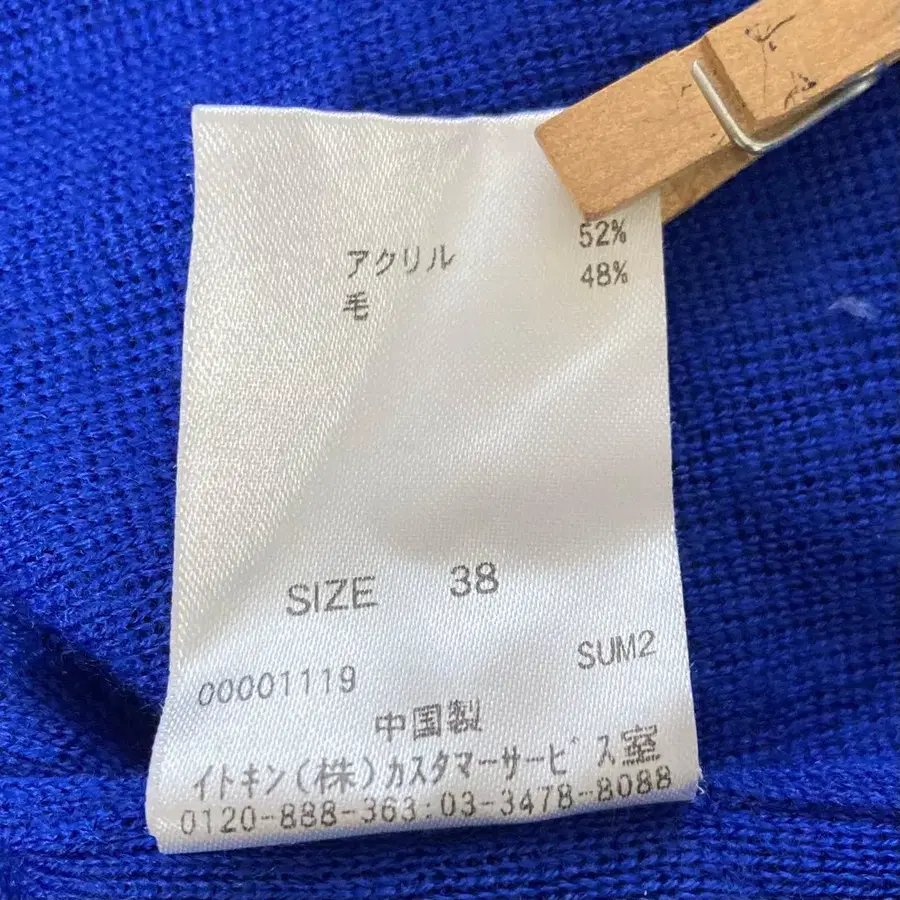 アクリル 52%
毛 48%
SIZE 38
00001119 SUM2
中国製
イトキン(株)カスタマーサービス室
0120-888-363:03-3478-8088